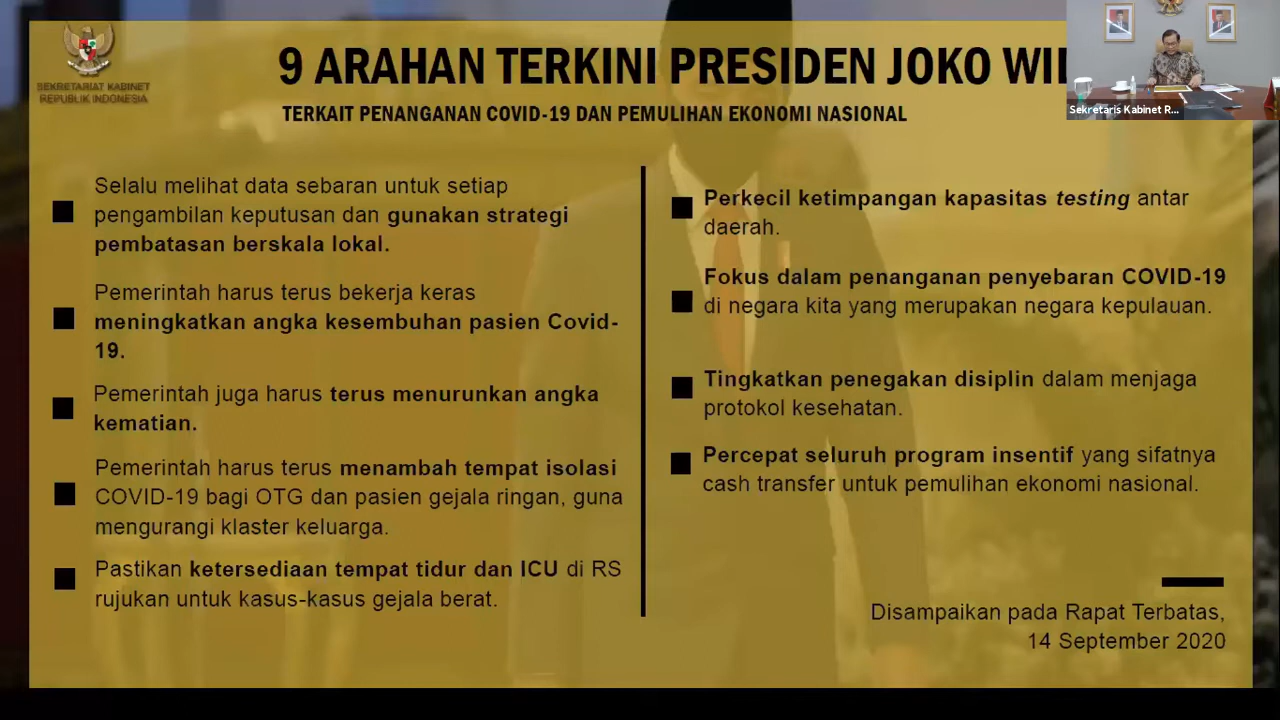 SEKRETARIAT KABINET
REPUBLIK INDONESIA
9 ARAHAN TERKINI PRESIDEN JOKO
TERKAIT PENANGANAN COVID-19 DAN PEMULIHAN EKONOMI NASIONAL
Sekretaris Kabinet R...
Selalu melihat data sebaran untuk setiap
pengambilan keputusan dan gunakan strategi
pembatasan berskala lokal.
Pemerintah harus terus bekerja keras
meningkatkan angka kesembuhan pasien Covid-
19.
Pemerintah juga harus terus menurunkan angka
kematian.
Pemerintah harus terus menambah tempat isolasi
COVID-19 bagi OTG dan pasien gejala ringan, guna
mengurangi klaster keluarga.
Pastikan ketersediaan tempat tidur dan ICU di RS
rujukan untuk kasus-kasus gejala berat.
Perkecil ketimpangan kapasitas testing antar
daerah.
Fokus dalam penanganan penyebaran COVID-19
di negara kita yang merupakan negara kepulauan.
Tingkatkan penegakan disiplin dalam menjaga
protokol kesehatan.
Percepat seluruh program insentif yang sifatnya
cash transfer untuk pemulihan ekonomi nasional.
Disampaikan pada Rapat Terbatas,
14 September 2020